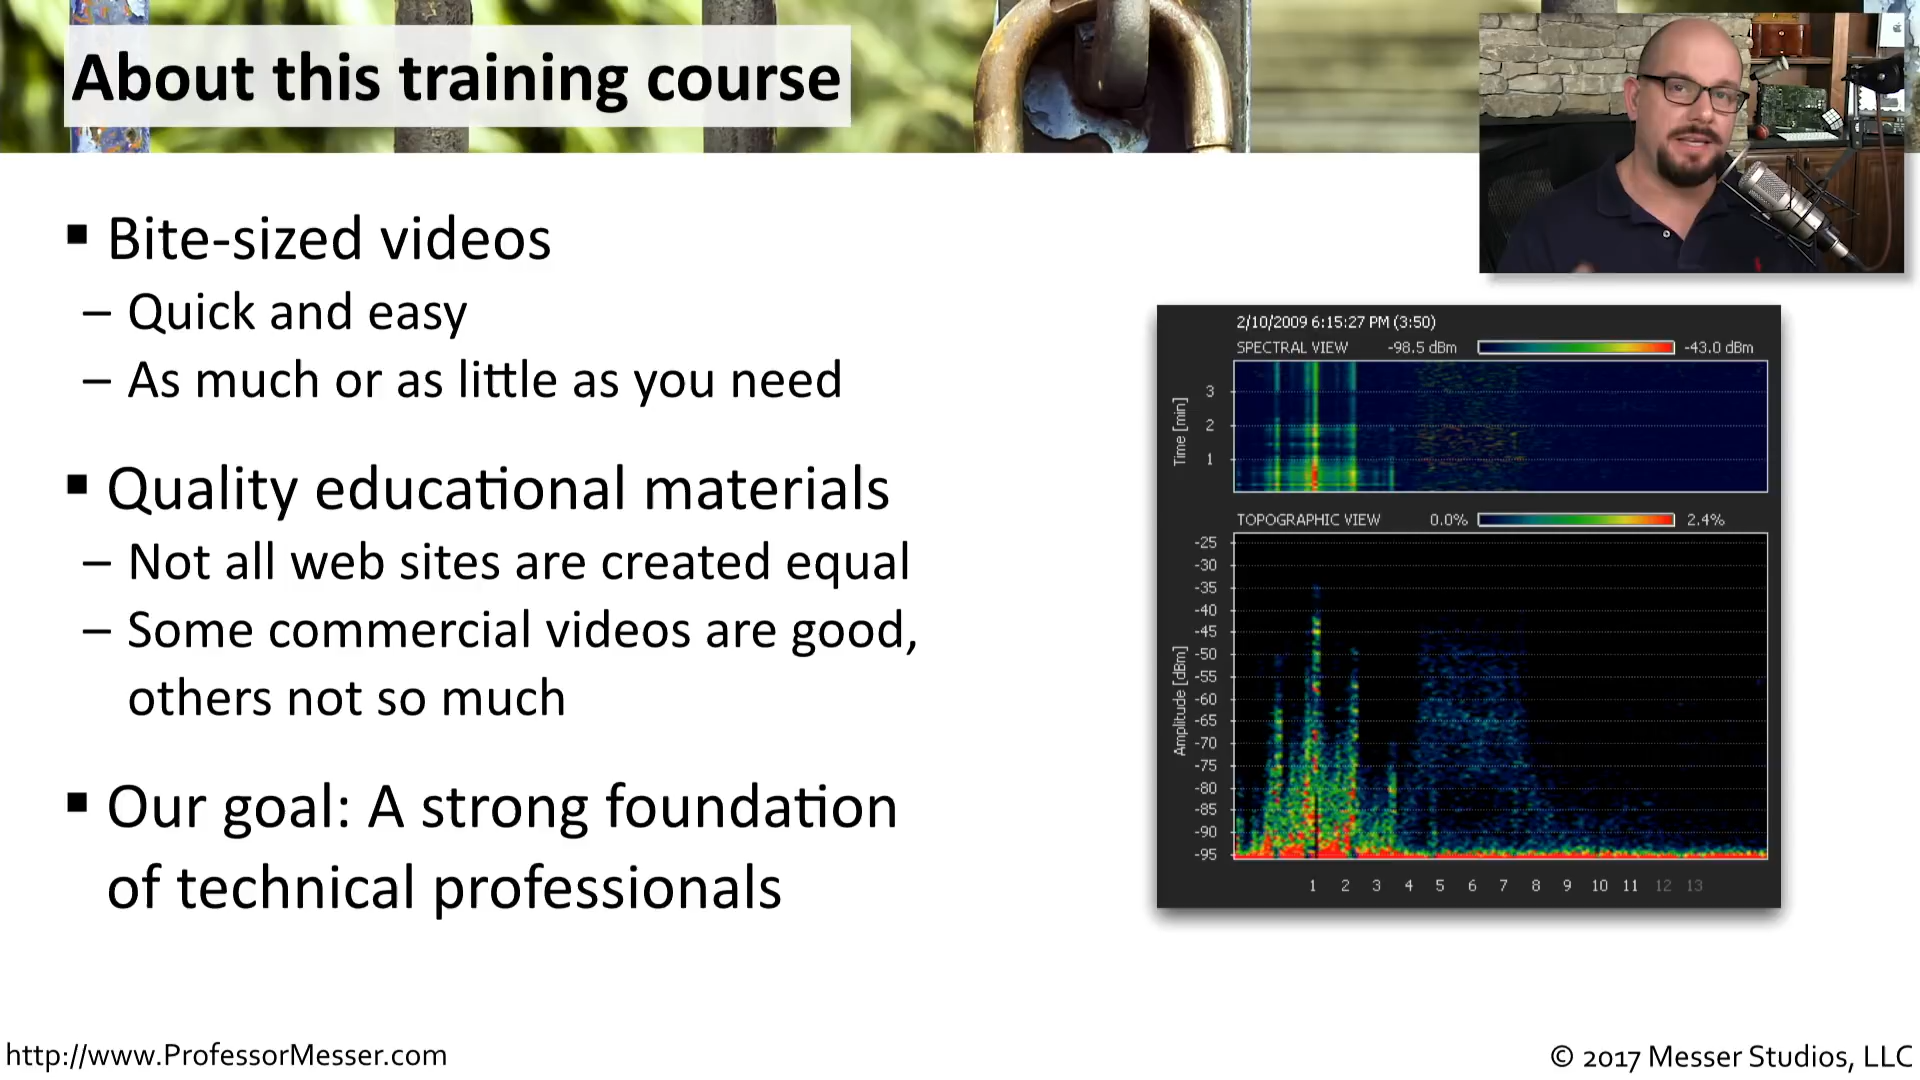 About this training course
▪ Bite-sized videos
– Quick and easy
– As much or as little as you need
▪ Quality educational materials
– Not all web sites are created equal
– Some commercial videos are good,
others not so much
▪ Our goal: A strong foundation
of technical professionals
2/10/2009 6:15:27 PM (3:50)
SPECTRAL VIEW -98.5 dBm -43.0 dBm
Time [min]
3
2
1
TOPOGRAPHIC VIEW 0.0% 2.4%
Amplitude [dBm]
-25
-30
-35
-40
-45
-50
-55
-60
-65
-70
-75
-80
-85
-90
-95
1 2 3 4 5 6 7 8 9 10 11 12 13
http://www.ProfessorMesser.com
© 2017 Messer Studios, LLC